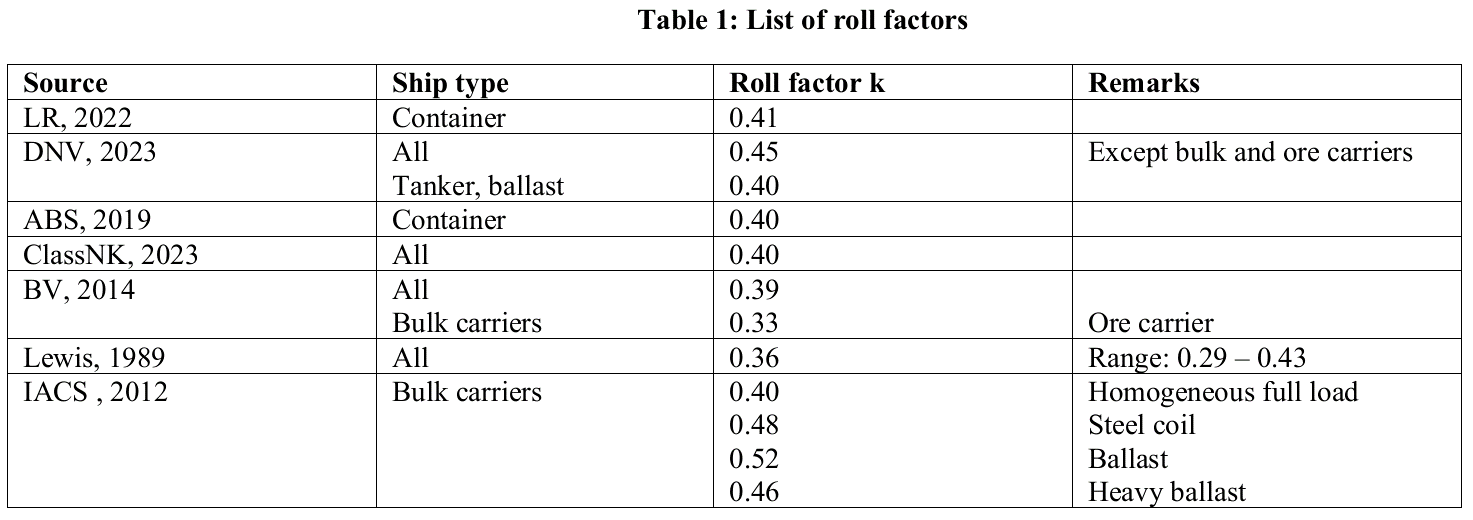 Table 1: List of roll factors
Source Ship type Roll factor k Remarks
LR, 2022 Container 0.41
DNV, 2023 All 0.45 Except bulk and ore carriers
Tanker, ballast 0.40
ABS, 2019 Container 0.40
ClassNK, 2023 All 0.40
BV, 2014 All 0.39
Bulk carriers 0.33 Ore carrier
Lewis, 1989 All 0.36 Range: 0.29 – 0.43
IACS , 2012 Bulk carriers 0.40 Homogeneous full load
0.48 Steel coil
0.52 Ballast
0.46 Heavy ballast